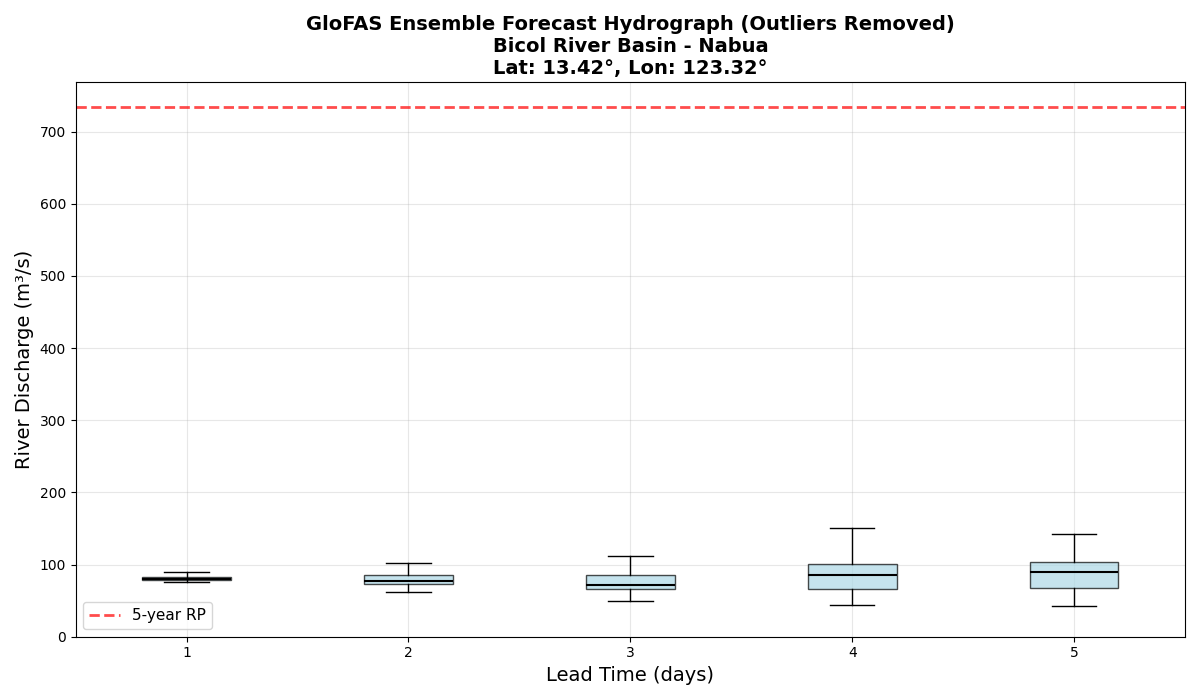 GloFAS Ensemble Forecast Hydrograph (Outliers Removed)
Bicol River Basin - Nabua
Lat: 13.42°, Lon: 123.32°
River Discharge (m³/s)
700
600
500
400
300
200
100
0
5-year RP
1 2 3 4 5
Lead Time (days)